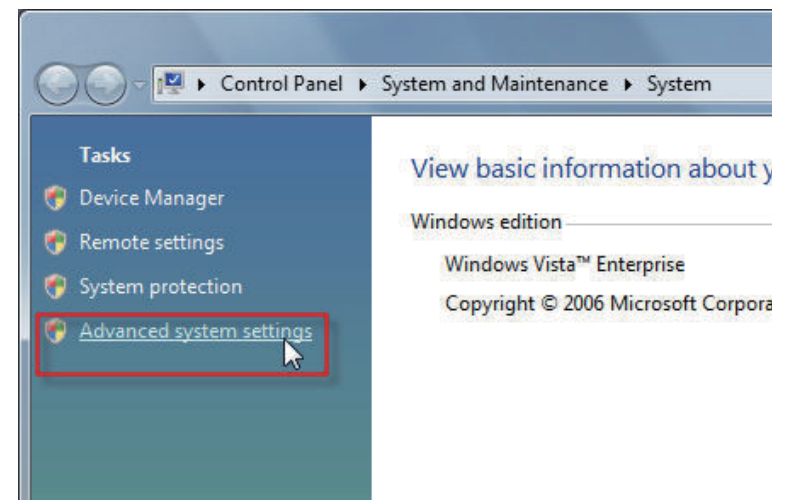 Control Panel System and Maintenance System
Tasks
Device Manager
Remote settings
System protection
Advanced system settings
View basic information about y
Windows edition
Windows Vista™ Enterprise
Copyright © 2006 Microsoft Corpora